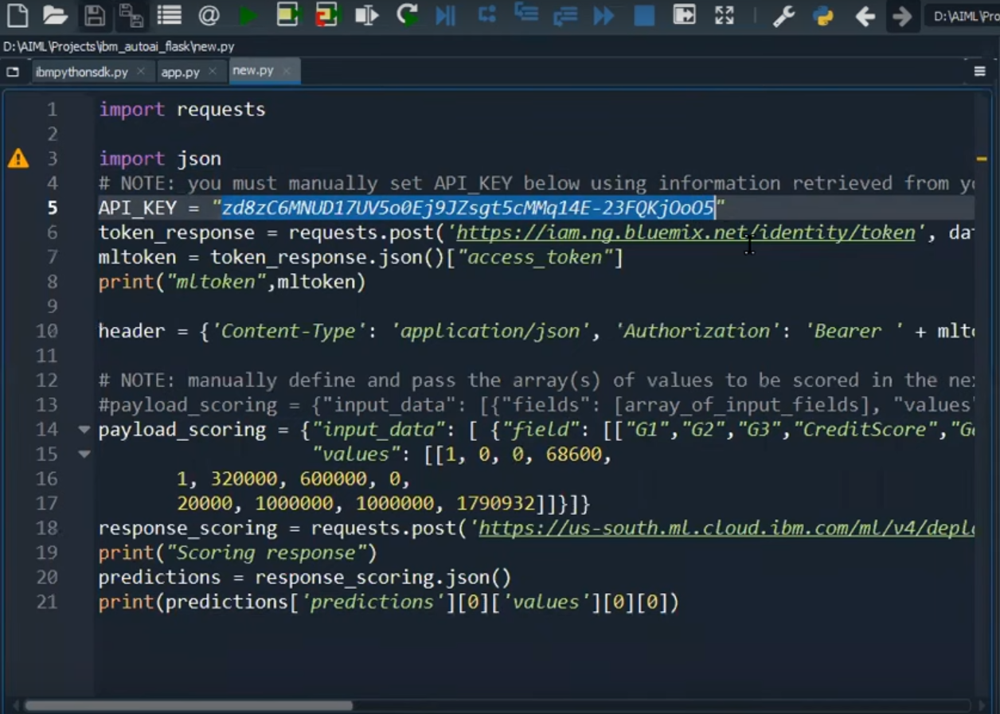 D:\AIML\Pro
D:\AIML\Projects\ibm_autoai_flask\new.py
ibmpythonsdk.py app.py new.py
1 import requests
2
3 import json
4 # NOTE: you must manually set API_KEY below using information retrieved from yo
5 API_KEY = "zd8zC6MNUD17UV5o0Ej9JZsgt5cMMq14E-23FQKjOoO5"
6 token_response = requests.post('https://iam.ng.bluemix.net/identity/token', da
7 mltoken = token_response.json()["access_token"]
8 print("mltoken",mltoken)
9
10 header = {'Content-Type': 'application/json', 'Authorization': 'Bearer ' + mlt
11
12 # NOTE: manually define and pass the array(s) of values to be scored in the ne
13 #payload_scoring = {"input_data": [{"fields": [array_of_input_fields], "values
14 payload_scoring = {"input_data": [ {"field": [["G1","G2","G3","CreditScore","G
15 "values": [[1, 0, 0, 68600,
16 1, 320000, 600000, 0,
17 20000, 1000000, 1000000, 1790932]]}]}
18 response_scoring = requests.post('https://us-south.ml.cloud.ibm.com/ml/v4/depl
19 print("Scoring response")
20 predictions = response_scoring.json()
21 print(predictions['predictions'][0]['values'][0][0])